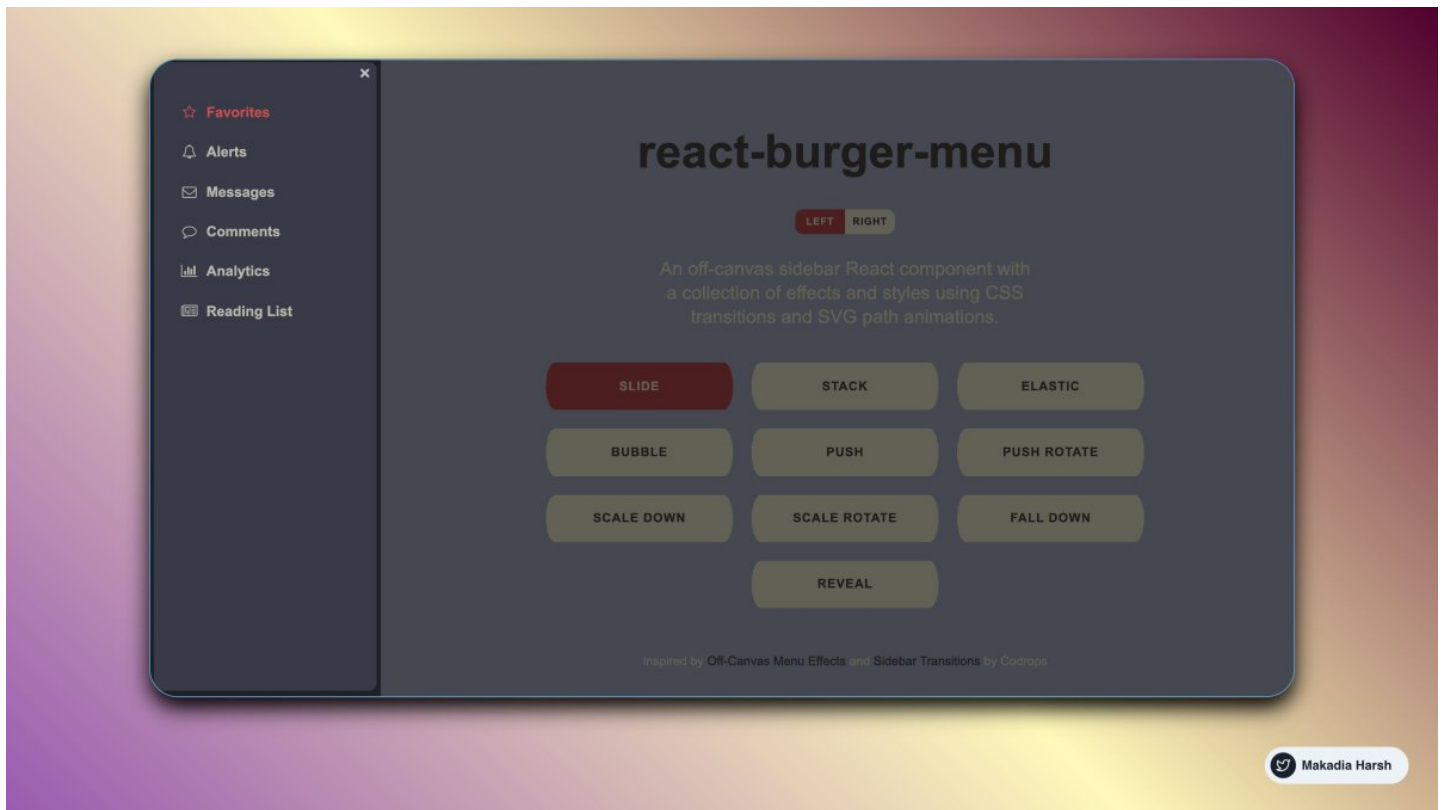 ×
Favorites
Alerts
Messages
Comments
Analytics
Reading List
react-burger-menu
LEFT RIGHT
An off-canvas sidebar React component with
a collection of effects and styles using CSS
transitions and SVG path animations.
SLIDE STACK ELASTIC
BUBBLE PUSH PUSH ROTATE
SCALE DOWN SCALE ROTATE FALL DOWN
REVEAL
Inspired by Off-Canvas Menu Effects and Sidebar Transitions by Codrops
Makadia Harsh